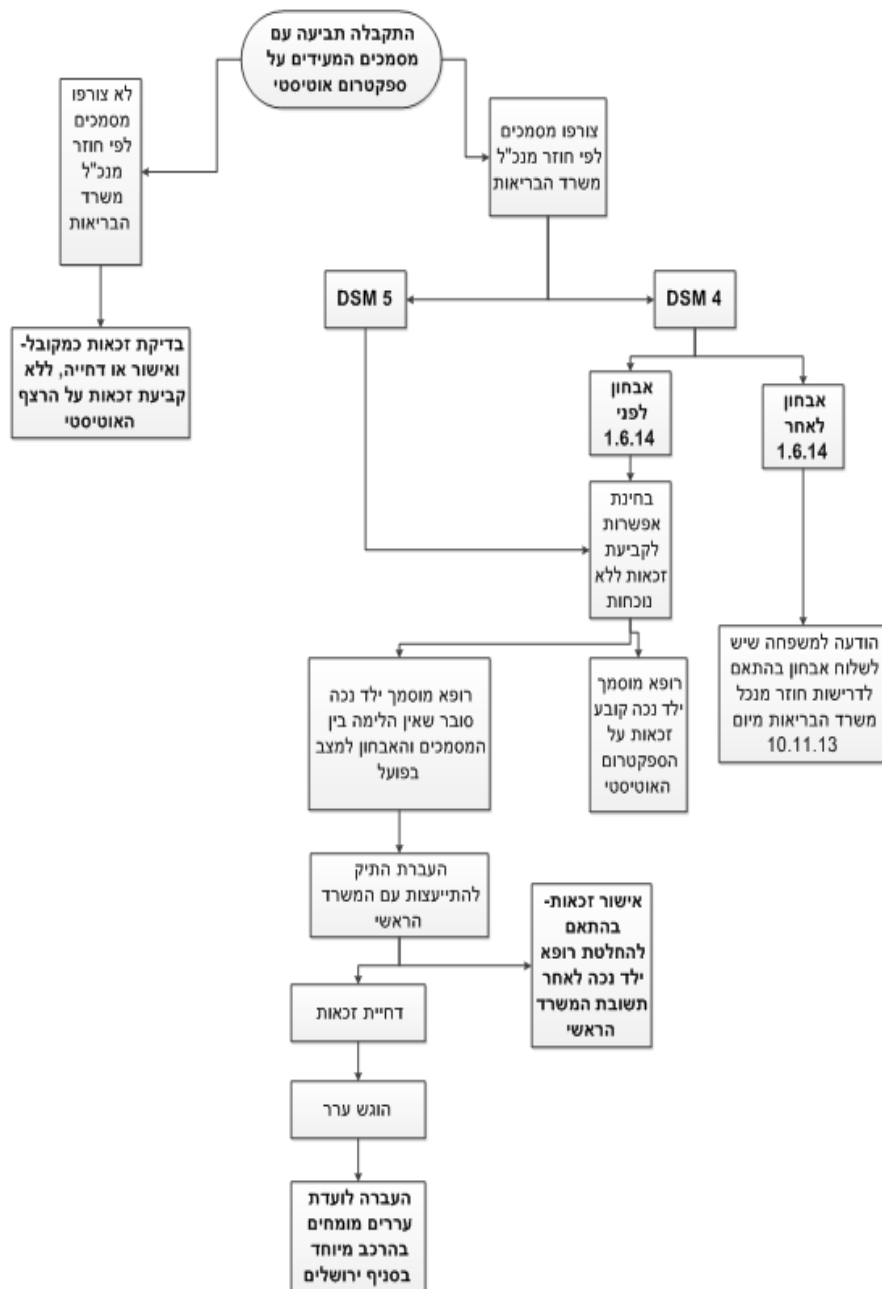 התקבלה תביעה עם
מסמכים המעידים על
ספקטרום אוטיסטי
צורפו מסמכים
לפי חוזר מנכ"ל
משרד הבריאות
לא צורפו
מסמכים
לפי חוזר
מנכ"ל
משרד
הבריאות
DSM 4
DSM 5
בדיקת זכאות כמקובל-
ואישור או דחייה, ללא
קביעת זכאות על הרצף
האוטיסטי
אבחון
לאחר
1.6.14
אבחון
לפני
1.6.14
בחינת
אפשרות
לקביעת
זכאות ללא
נוכחות
הודעה למשפחה שיש
לשלוח אבחון בהתאם
לדרישות חוזר מנכל
משרד הבריאות מיום
10.11.13
רופא מוסמך
ילד נכה קובע
זכאות על
הספקטרום
האוטיסטי
רופא מוסמך ילד נכה
סובר שאין הלימה בין
המסמכים והאבחון למצב
בפועל
העברת התיק
להתייעצות עם המשרד
הראשי
אישור זכאות-
בהתאם
להחלטת רופא
ילד נכה לאחר
תשובת המשרד
הראשי
דחיית זכאות
הוגש ערר
העברה לועדת
עררים מומחים
בהרכב מיוחד
בסניף ירושלים